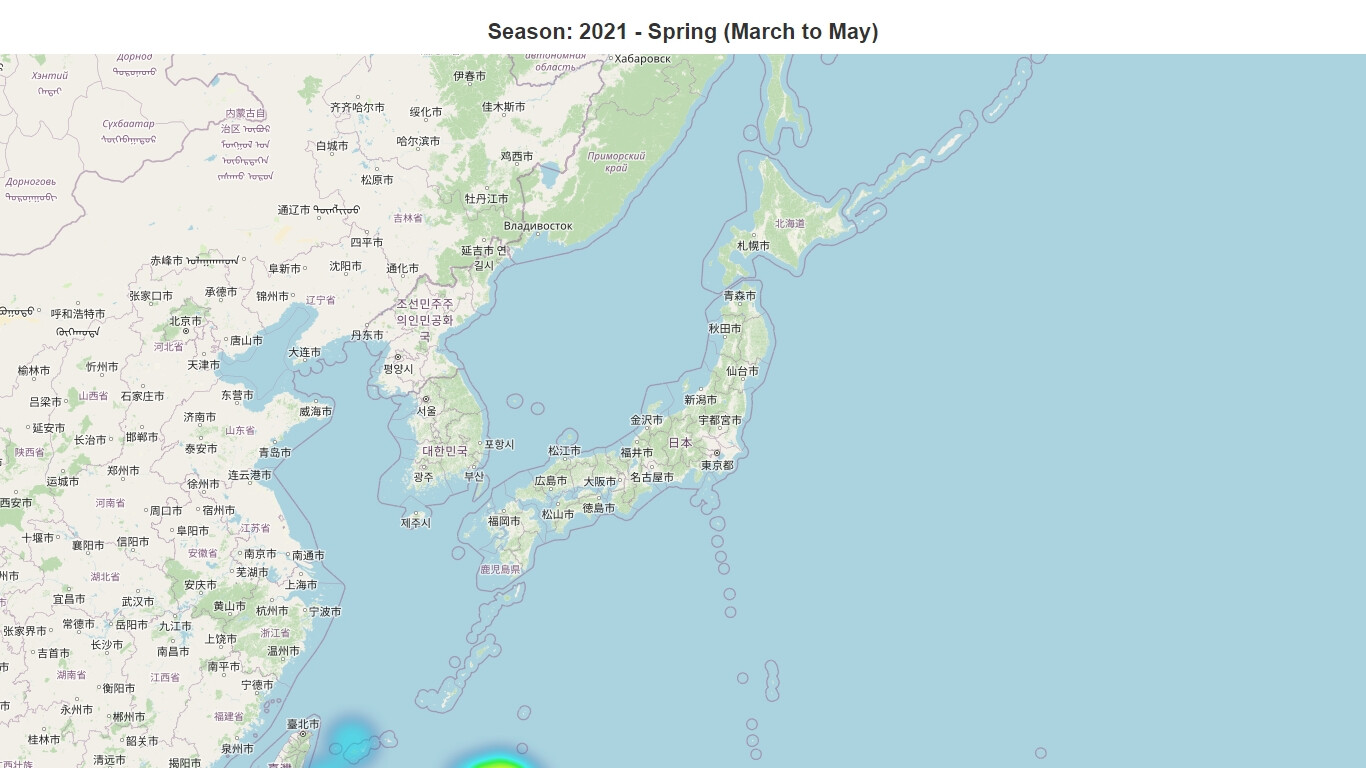 Season: 2021 - Spring (March to May)
Дорнод
автономная
область
Хабаровск
Хэнтий
伊春市
齐齐哈尔市
绥化市
佳木斯市
内蒙古自
治区
Сүхбаатар
白城市
哈尔滨市
鸡西市
Приморский
край
Дорноговь
松原市
牡丹江市
通辽市
吉林省
Владивосток
北海道
四平市
札幌市
延吉市 연
길시
赤峰市
阜新市
沈阳市
通化市
张家口市
承德市
锦州市
辽宁省
조선민주주
의인민공화
국
青森市
呼和浩特市
北京市
秋田市
河北省
唐山市
丹东市
大连市
天津市
평양시
榆林市
忻州市
仙台市
山西省
石家庄市
东营市
吕梁市
威海市
서울
新潟市
济南市
金沢市
宇都宮市
延安市
长治市
邯郸市
山东省
포항시
日本
陕西省
泰安市
青岛市
대한민국
松江市
福井市
東京都
运城市
郑州市
徐州市
连云港市
광주
부산
広島市
大阪市
名古屋市
西安市
河南省
周口市
宿州市
제주시
福岡市
松山市
徳島市
十堰市
襄阳市
信阳市
阜阳市
江苏省
安徽省
南京市
南通市
鹿児島県
州市
湖北省
安庆市
芜湖市
上海市
宜昌市
武汉市
黄山市
杭州市
宁波市
张家界市
常德市
岳阳市
九江市
上饶市
浙江省
吉首市
长沙市
南昌市
温州市
湖南省
江西省
南平市
衡阳市
宁德市
永州市
郴州市
福建省
臺北市
桂林市
韶关市
泉州市
清远市
揭阳市